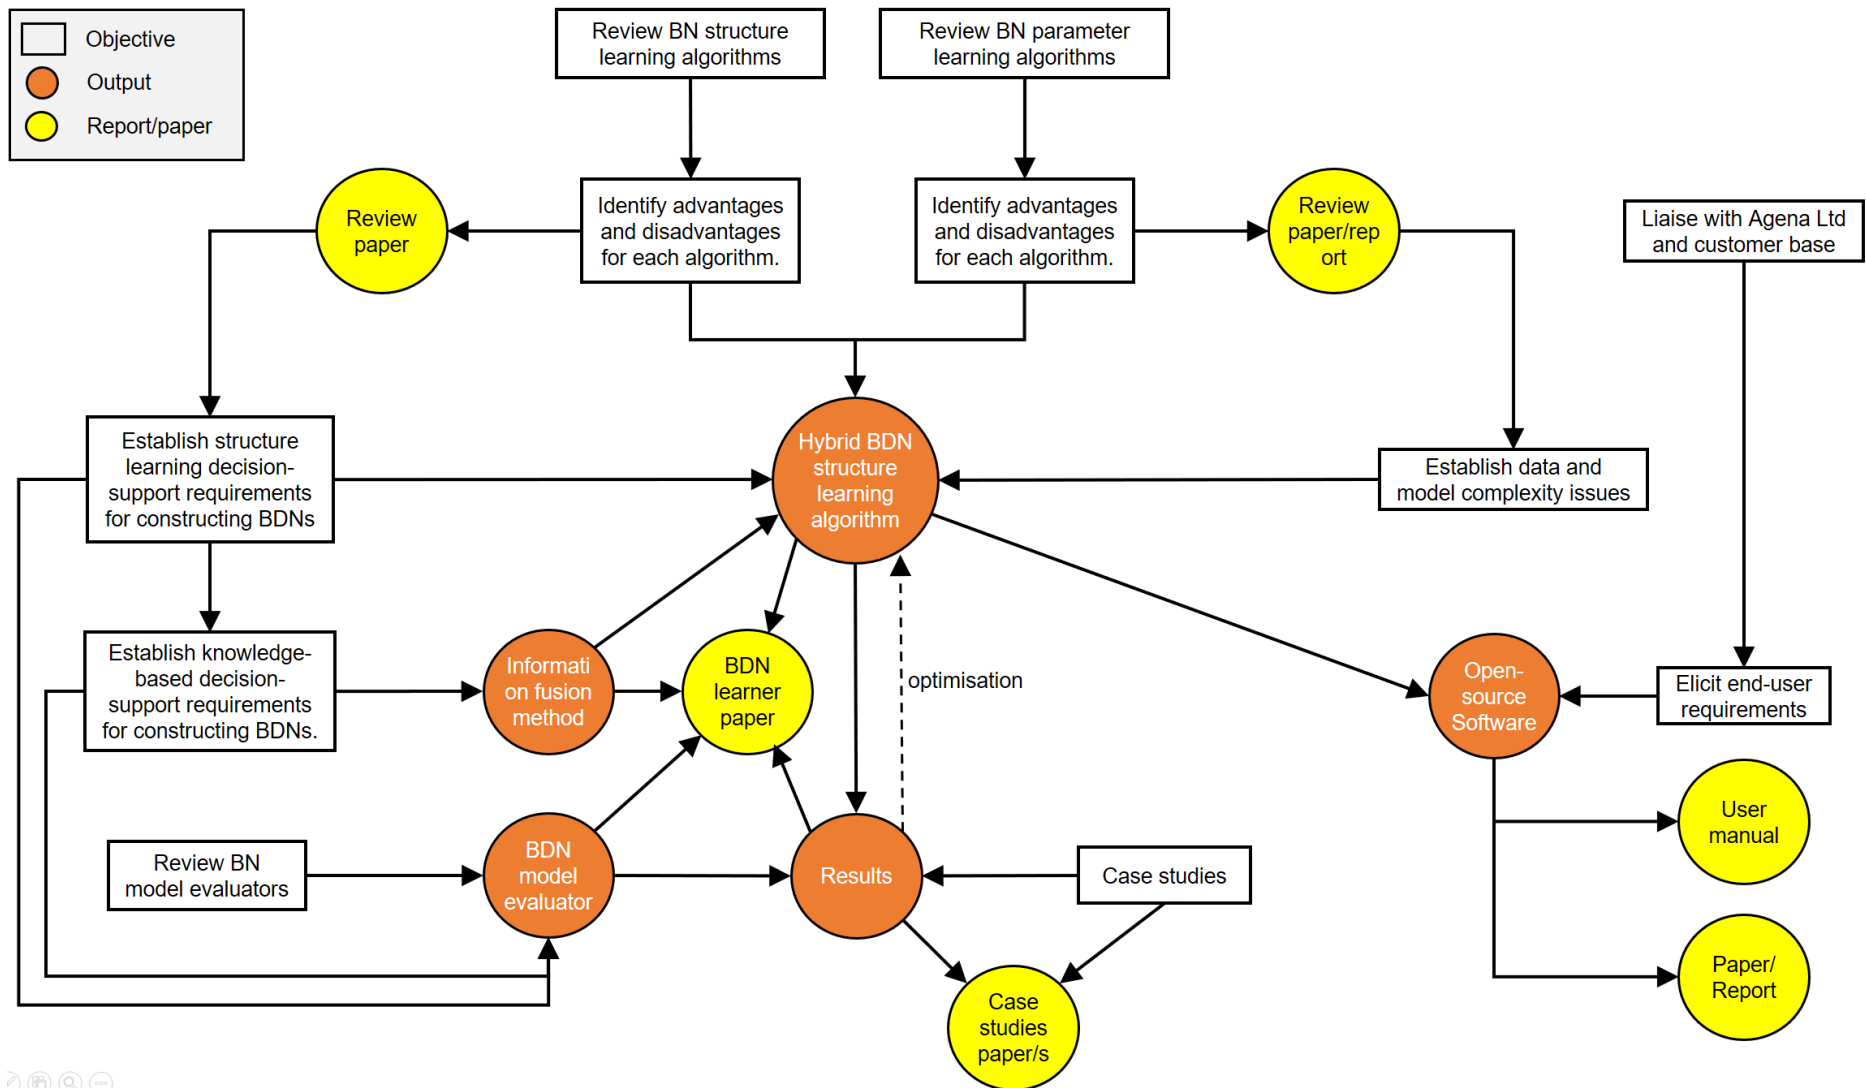 Objective
Output
Report/paper
Review BN structure
learning algorithms
Review BN parameter
learning algorithms
Review
paper
Identify advantages
and disadvantages
for each algorithm.
Identify advantages
and disadvantages
for each algorithm.
Review
paper/rep
ort
Liaise with Agena Ltd
and customer base
Establish structure
learning decision-
support requirements
for constructing BDNs
Hybrid BDN
structure
learning
algorithm
Establish data and
model complexity issues
Establish knowledge-
based decision-
support requirements
for constructing BDNs.
Informati
on fusion
method
BDN
learner
paper
optimisation
Open-
source
Software
Elicit end-user
requirements
Review BN
model evaluators
BDN
model
evaluator
Results
Case studies
User
manual
Case
studies
paper/s
Paper/
Report